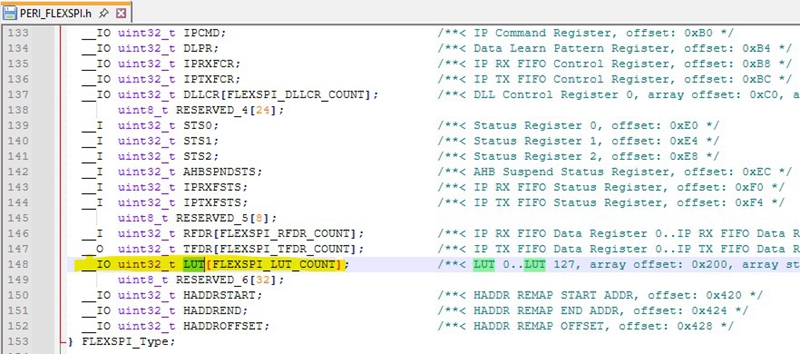 PERI_FLEXSPI.h
133 __IO uint32_t IPCMD; /**< IP Command Register, offset: 0xB0 */
134 __IO uint32_t DLPR; /**< Data Learn Pattern Register, offset: 0xB4 */
135 __IO uint32_t IPRXFCR; /**< IP RX FIFO Control Register, offset: 0xB8 */
136 __IO uint32_t IPTXFCR; /**< IP TX FIFO Control Register, offset: 0xBC */
137 __IO uint32_t DLLCR[FLEXSPI_DLLCR_COUNT]; /**< DLL Control Register 0, array offset: 0xC0, a
138 uint8_t RESERVED_4[24];
139 __I uint32_t STS0; /**< Status Register 0, offset: 0xE0 */
140 __I uint32_t STS1; /**< Status Register 1, offset: 0xE4 */
141 __I uint32_t STS2; /**< Status Register 2, offset: 0xE8 */
142 __I uint32_t AHBSPNDSTS; /**< AHB Suspend Status Register, offset: 0xEC */
143 __I uint32_t IPRXFSTS; /**< IP RX FIFO Status Register, offset: 0xF0 */
144 __I uint32_t IPTXFSTS; /**< IP TX FIFO Status Register, offset: 0xF4 */
145 uint8_t RESERVED_5[8];
146 __I uint32_t RFDR[FLEXSPI_RFDR_COUNT]; /**< IP RX FIFO Data Register 0..IP RX FIFO Data R
147 __O uint32_t TFDR[FLEXSPI_TFDR_COUNT]; /**< IP TX FIFO Data Register 0..IP TX FIFO Data R
148 __IO uint32_t LUT[FLEXSPI_LUT_COUNT]; /**< LUT 0..LUT 127, array offset: 0x200, array st
149 uint8_t RESERVED_6[32];
150 __IO uint32_t HADDRSTART; /**< HADDR REMAP START ADDR, offset: 0x420 */
151 __IO uint32_t HADDREND; /**< HADDR REMAP END ADDR, offset: 0x424 */
152 __IO uint32_t HADDROFFSET; /**< HADDR REMAP OFFSET, offset: 0x428 */
153 } FLEXSPI_Type;